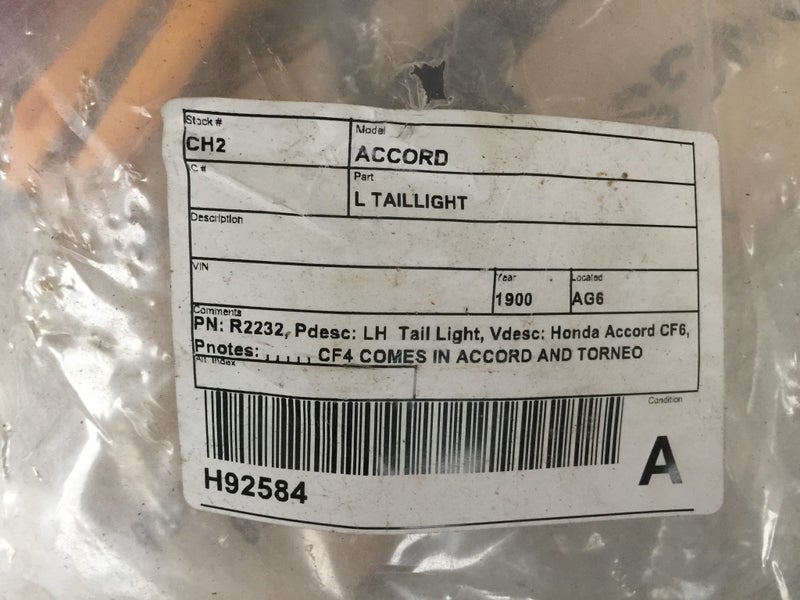 Stock #
CH2
Model
ACCORD
C #
Part
L TAILLIGHT
Description
VIN
Year
1900
Located
AG6
Comments
PN: R2232, Pdesc: LH Tail Light, Vdesc: Honda Accord CF6,
Pnotes: , , , , , CF4 COMES IN ACCORD AND TORNEO
Alt Index
Condition
A
H92584